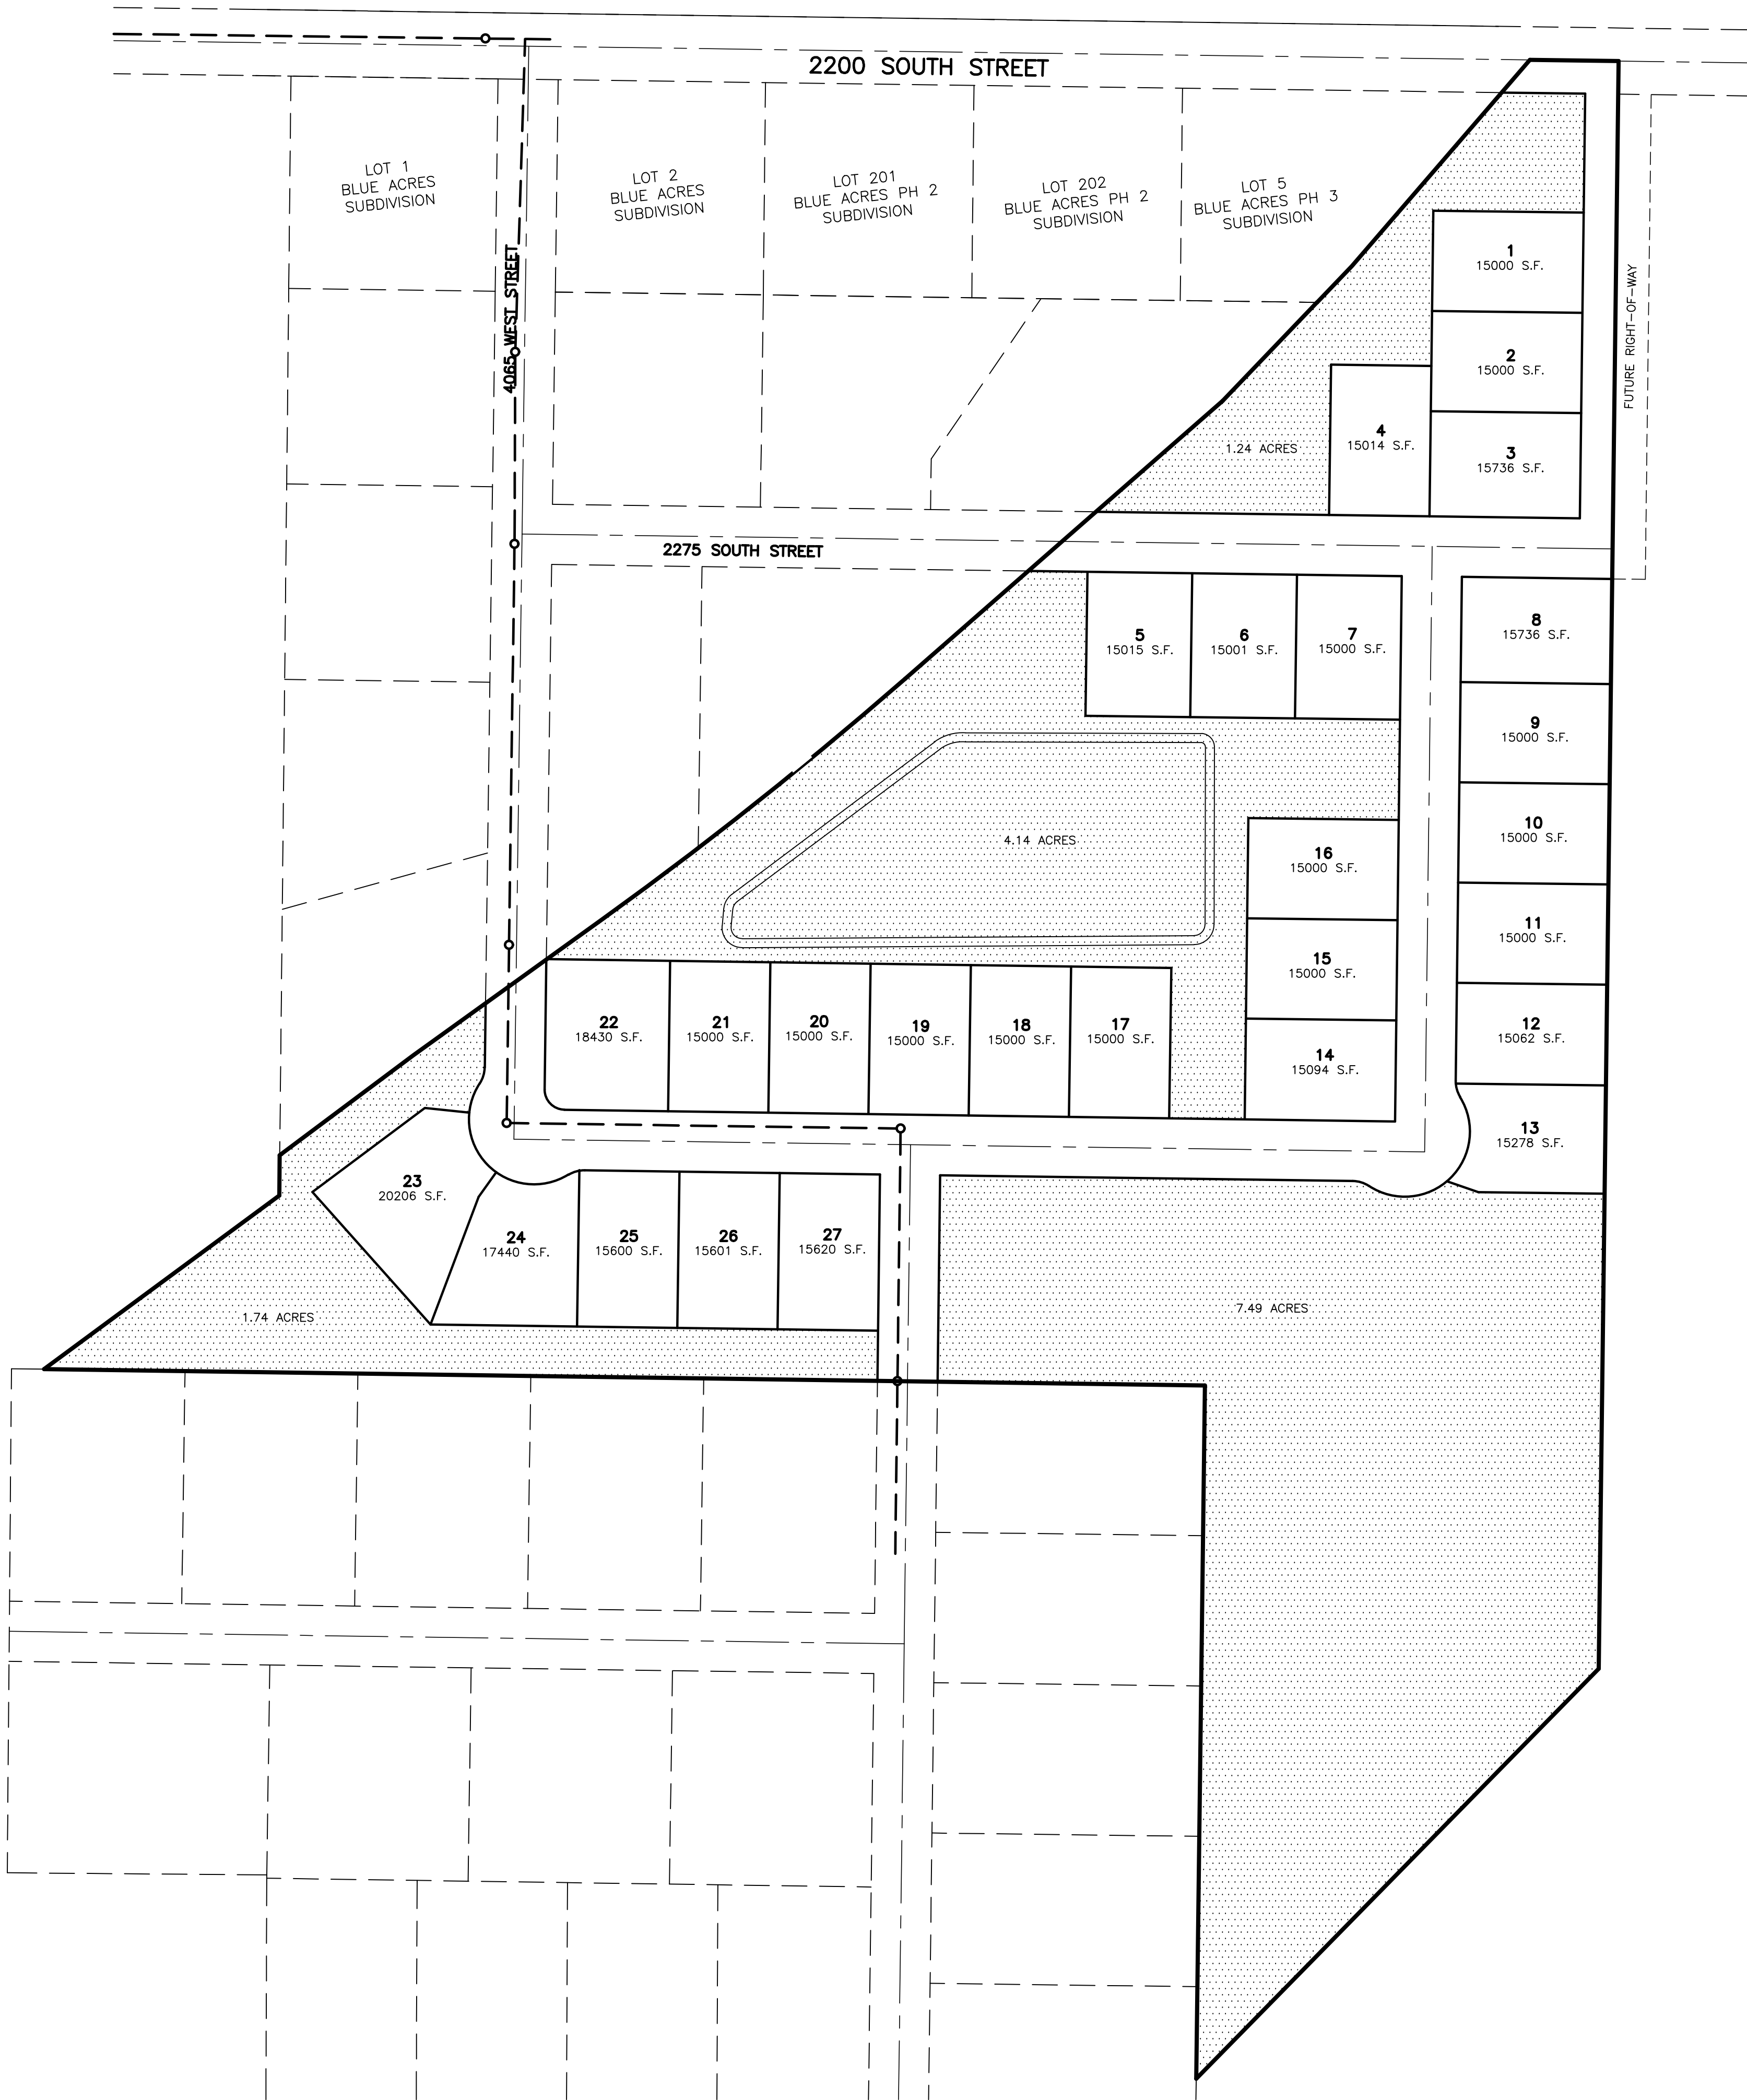 2200 SOUTH STREET
LOT 1
BLUE ACRES
SUBDIVISION
LOT 2
BLUE ACRES
SUBDIVISION
LOT 201
BLUE ACRES PH 2
SUBDIVISION
LOT 202
BLUE ACRES PH 2
SUBDIVISION
LOT 5
BLUE ACRES PH 3
SUBDIVISION
4065 WEST STREET
FUTURE RIGHT-OF-WAY
1
15000 S.F.
2
15000 S.F.
3
15736 S.F.
4
15014 S.F.
1.24 ACRES
2275 SOUTH STREET
5
15015 S.F.
6
15001 S.F.
7
15000 S.F.
8
15736 S.F.
9
15000 S.F.
10
15000 S.F.
11
15000 S.F.
12
15062 S.F.
13
15278 S.F.
4.14 ACRES
16
15000 S.F.
15
15000 S.F.
14
15094 S.F.
22
18430 S.F.
21
15000 S.F.
20
15000 S.F.
19
15000 S.F.
18
15000 S.F.
17
15000 S.F.
23
20206 S.F.
24
17440 S.F.
25
15600 S.F.
26
15601 S.F.
27
15620 S.F.
1.74 ACRES
7.49 ACRES